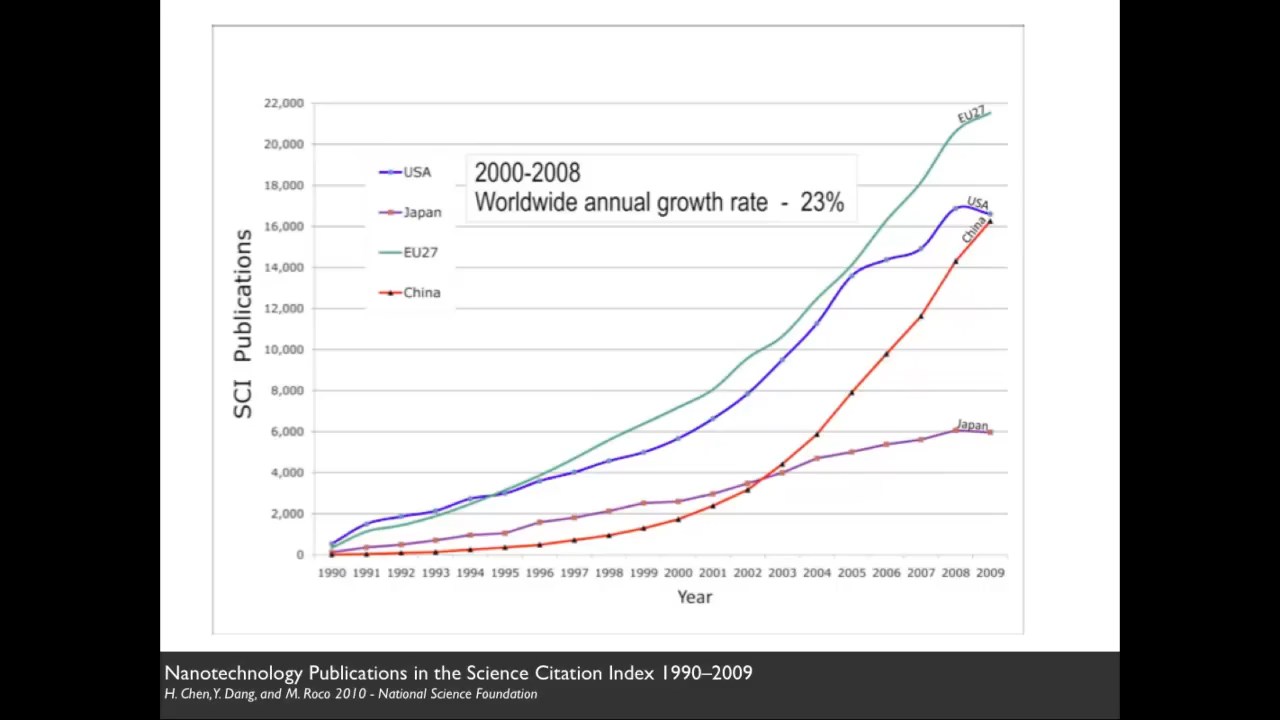 22,000
20,000
18,000
16,000
14,000
12,000
10,000
8,000
6,000
4,000
2,000
0
SCI Publications
USA
Japan
EU27
China
2000-2008
Worldwide annual growth rate - 23%
EU27
USA
China
Japan
1990 1991 1992 1993 1994 1995 1996 1997 1998 1999 2000 2001 2002 2003 2004 2005 2006 2007 2008 2009
Year
Nanotechnology Publications in the Science Citation Index 1990–2009
H. Chen,Y. Dang, and M. Roco 2010 - National Science Foundation